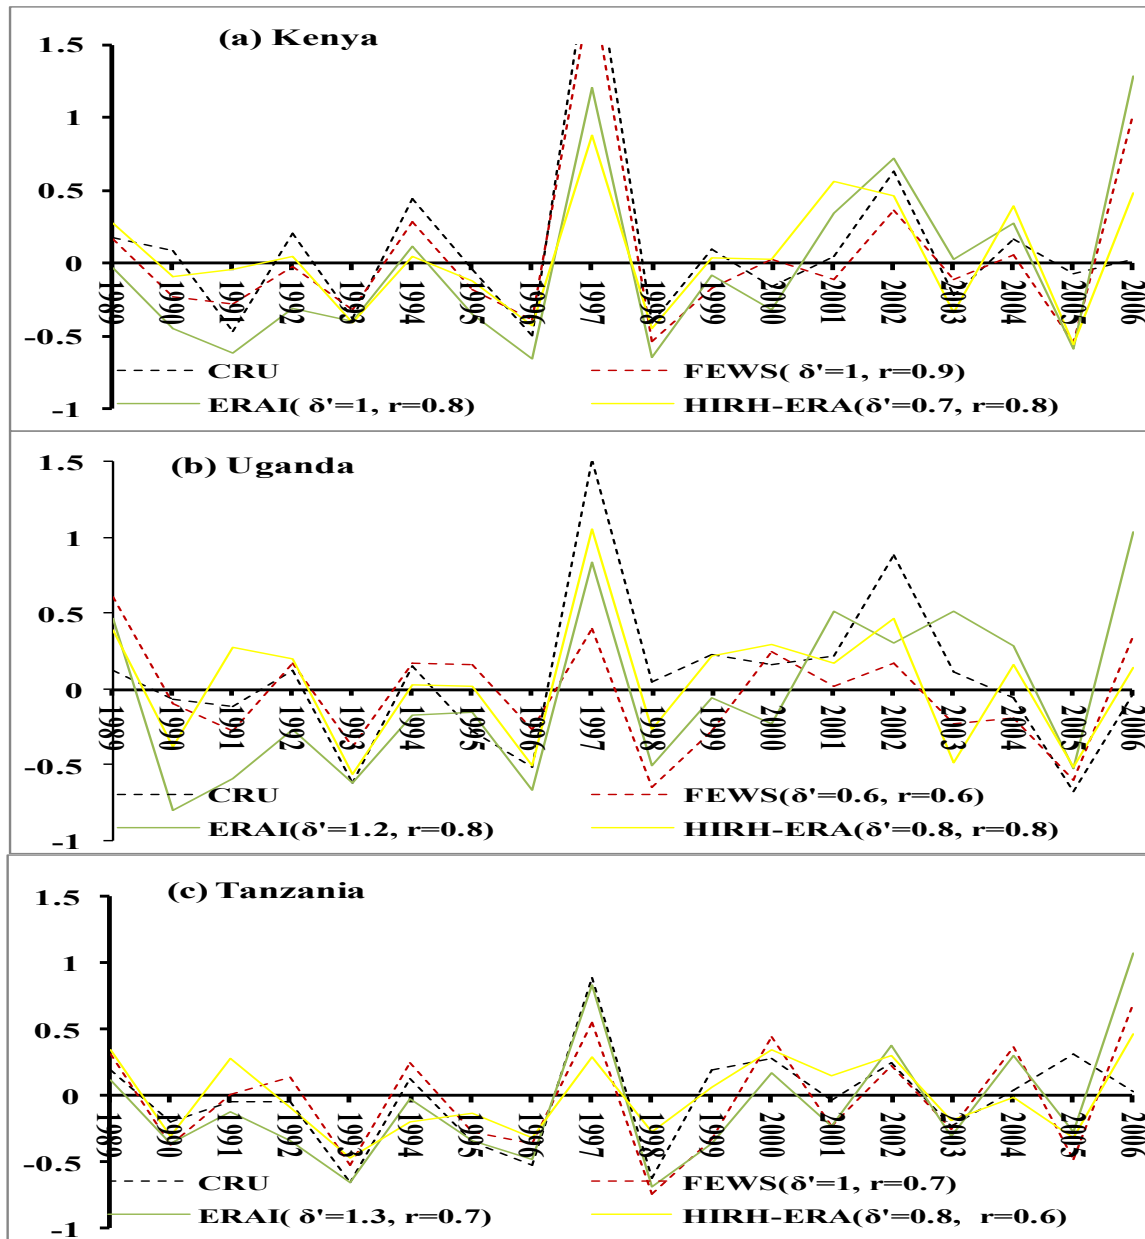 (a) Kenya
1.5
1
0.5
0
-0.5
-1
1989 1990 1991 1992 1993 1994 1995 1996 1997 1998 1999 2000 2001 2002 2003 2004 2005 2006
CRU FEWS( δ'=1, r=0.9)
ERAI( δ'=1, r=0.8) HIRH-ERA(δ'=0.7, r=0.8)
(b) Uganda
1.5
1
0.5
0
-0.5
-1
1989 1990 1991 1992 1993 1994 1995 1996 1997 1998 1999 2000 2001 2002 2003 2004 2005 2006
CRU FEWS(δ'=0.6, r=0.6)
ERAI(δ'=1.2, r=0.8) HIRH-ERA(δ'=0.8, r=0.8)
(c) Tanzania
1.5
1
0.5
0
-0.5
-1
1989 1990 1991 1992 1993 1994 1995 1996 1997 1998 1999 2000 2001 2002 2003 2004 2005 2006
CRU FEWS(δ'=1, r=0.7)
ERAI( δ'=1.3, r=0.7) HIRH-ERA(δ'=0.8, r=0.6)